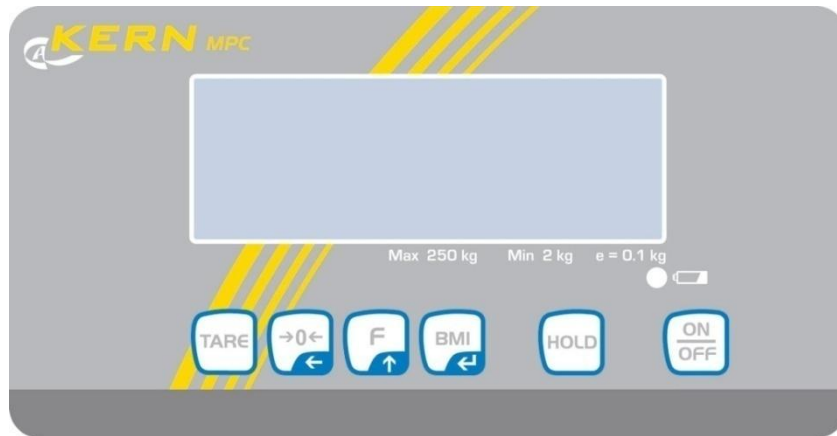 KERN MPC
Max 250 kg Min 2 kg e = 0.1 kg
TARE →0← F BMI HOLD ON
OFF